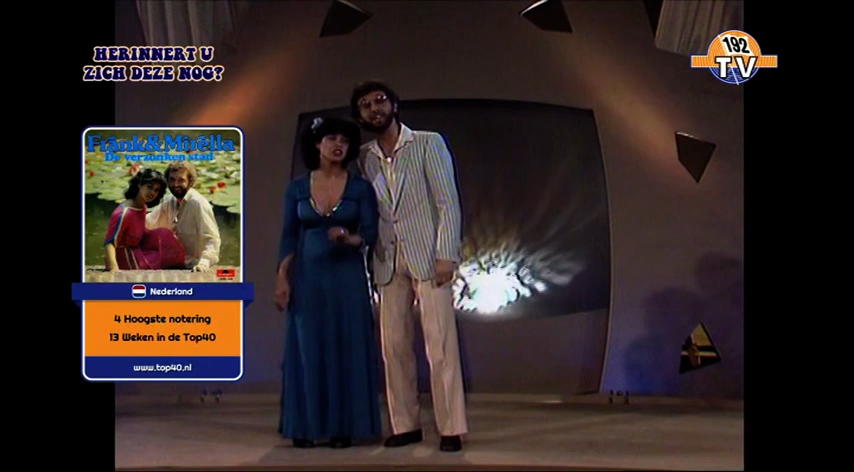 HERINNERT U
ZICH DEZE NOG?
192
TV
Frank & Mirella
De verzonken stad
Nederland
4 Hoogste notering
13 Weken in de Top40
www.top40.nl